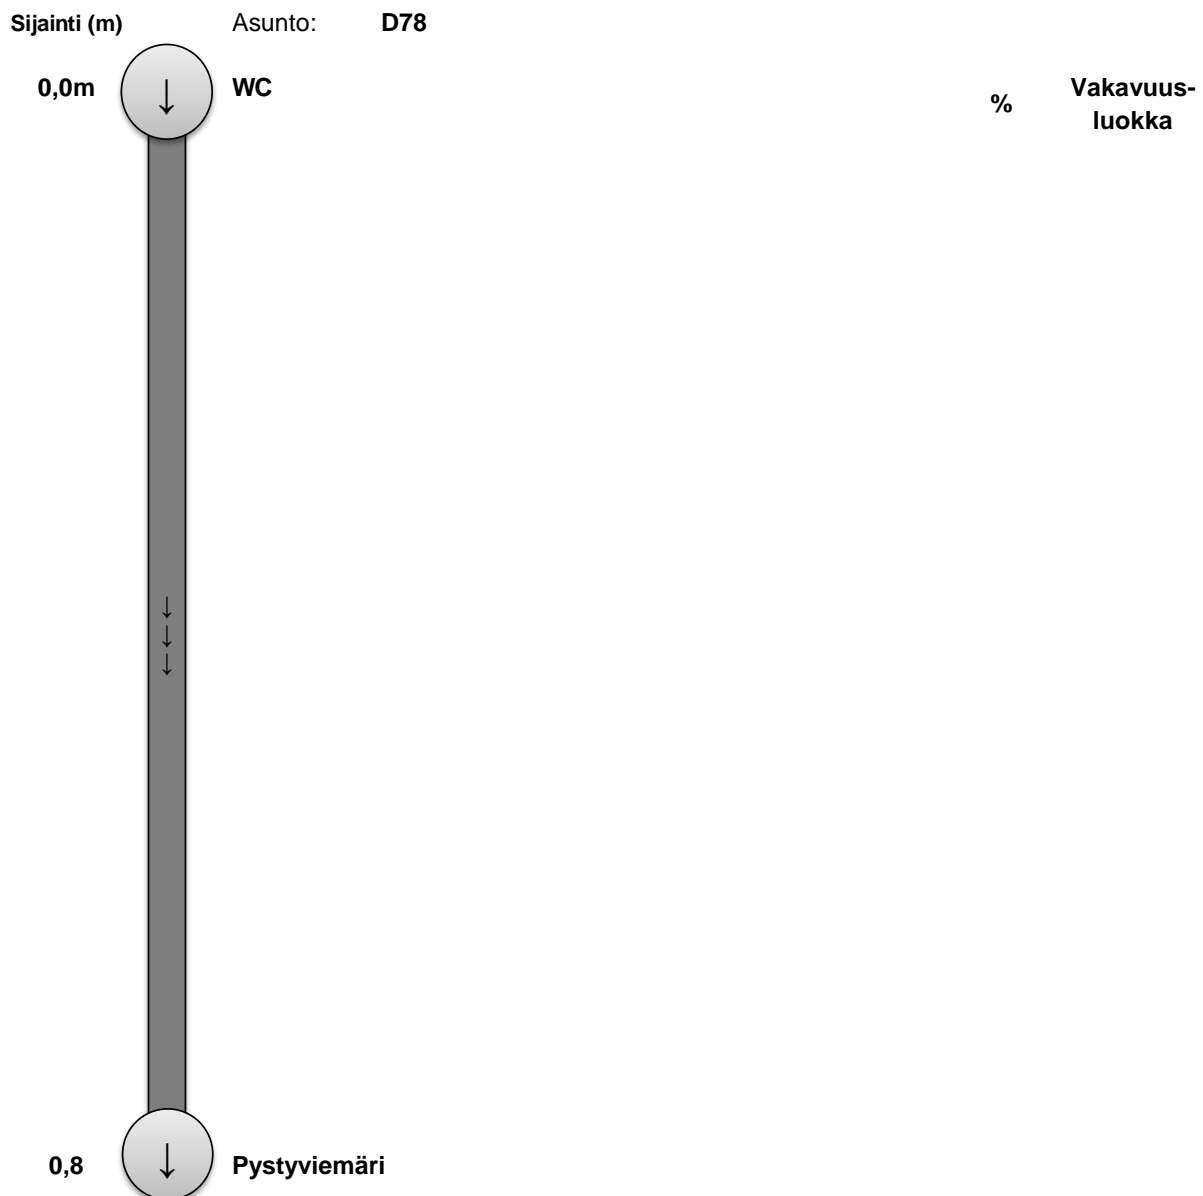 Sijainti (m) Asunto: D78
0,0m ↓ WC % Vakavuus-
luokka
↓
↓
↓
0,8 ↓ Pystyviemäri